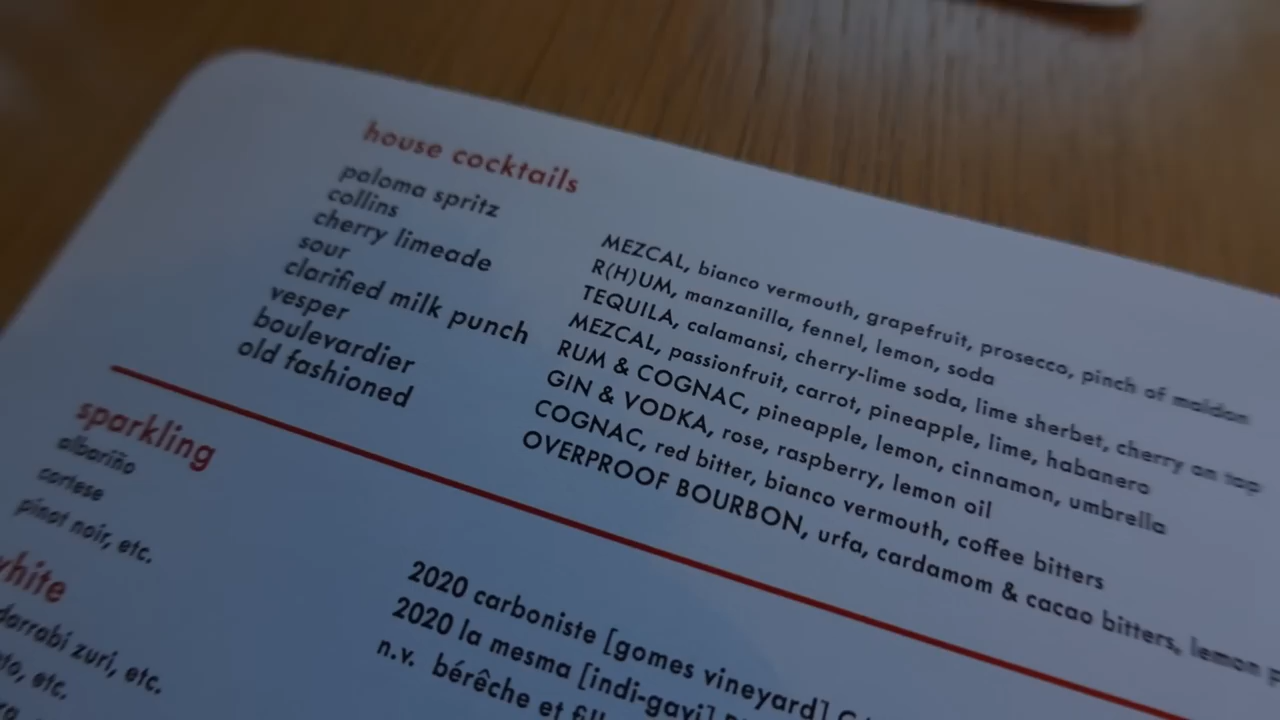 house cocktails
paloma spritz MEZCAL, bianco vermouth, grapefruit, prosecco, pinch of maldon
collins R(H)UM, manzanilla, fennel, lemon, soda
cherry limeade TEQUILA, calamansi, cherry-lime soda, lime sherbet, cherry on top
sour MEZCAL, passionfruit, carrot, pineapple, lime, habanero
clarified milk punch RUM & COGNAC, pineapple, lemon, cinnamon, umbrella
vesper GIN & VODKA, rose, raspberry, lemon oil
boulevardier COGNAC, red bitter, bianco vermouth, coffee bitters
old fashioned OVERPROOF BOURBON, urfa, cardamom & cacao bitters, lemon
sparkling
albariño 2020 carboniste [gomes vineyard]
cortese 2020 la mesma [indi-gavi]
pinot noir, etc. n.v. bérêche et
white
zuri, etc.
etc.